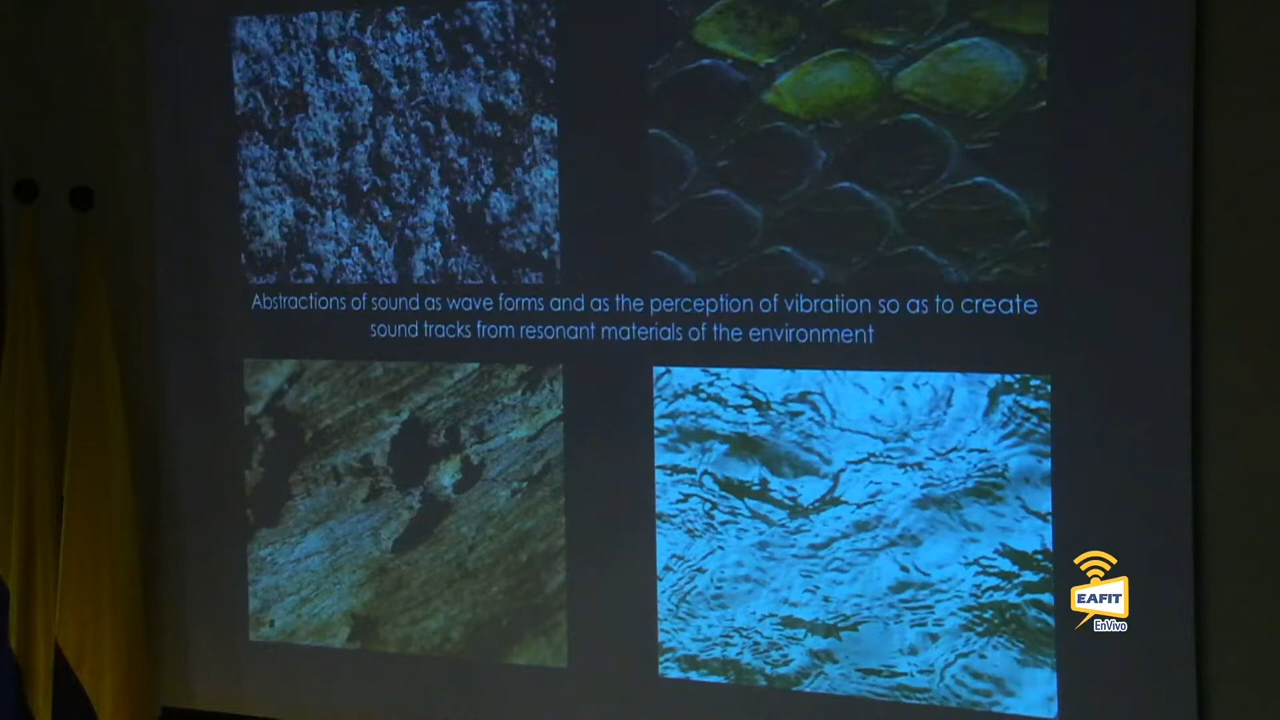 Abstractions of sound as wave forms and as the perception of vibration so as to create
sound tracks from resonant materials of the environment
EAFIT
EnVivo